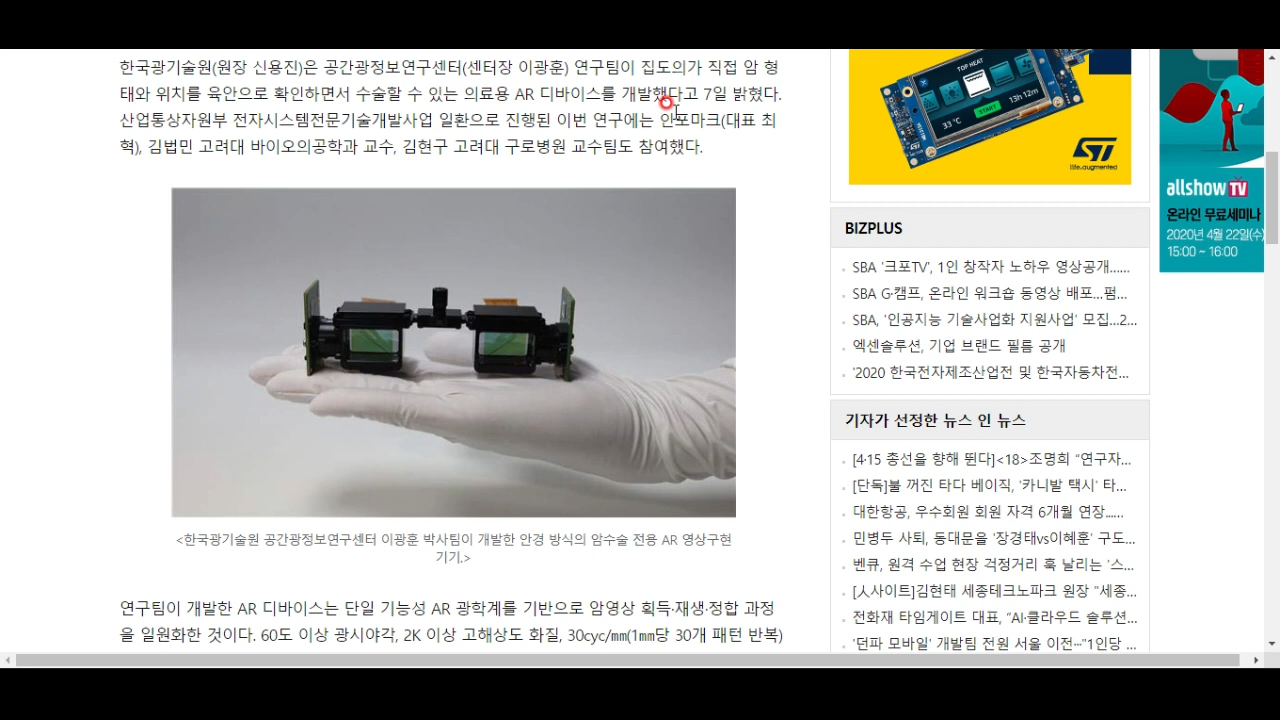 한국광기술원(원장 신용진)은 공간광정보연구센터(센터장 이광훈) 연구팀이 집도의가 직접 암 형
태와 위치를 육안으로 확인하면서 수술할 수 있는 의료용 AR 디바이스를 개발했다고 7일 밝혔다.
산업통상자원부 전자시스템전문기술개발사업 일환으로 진행된 이번 연구에는 인포마크(대표 최
혁), 김법민 고려대 바이오의공학과 교수, 김현구 고려대 구로병원 교수팀도 참여했다.
<한국광기술원 공간광정보연구센터 이광훈 박사팀이 개발한 안경 방식의 암수술 전용 AR 영상구현
기기.>
연구팀이 개발한 AR 디바이스는 단일 기능성 AR 광학계를 기반으로 암영상 획득·재생·정합 과정
을 일원화한 것이다. 60도 이상 광시야각, 2K 이상 고해상도 화질, 30cyc/㎜(1㎜당 30개 패턴 반복)
TOP HEAT
START
13h 12m
33 °C
ST
life.augmented
BIZPLUS
SBA '크포TV', 1인 창작자 노하우 영상공개......
SBA G·캠프, 온라인 워크숍 동영상 배포...펌...
SBA, '인공지능 기술사업화 지원사업' 모집...2...
엑센솔루션, 기업 브랜드 필름 공개
'2020 한국전자제조산업전 및 한국자동차전...
기자가 선정한 뉴스 인 뉴스
[4·15 총선을 향해 뛴다]<18>조명희 "연구자...
[단독]불 꺼진 타다 베이직, '카니발 택시' 타...
대한항공, 우수회원 회원 자격 6개월 연장......
민병두 사퇴, 동대문을 '장경태vs이혜훈' 구도...
벤큐, 원격 수업 현장 걱정거리 훅 날리는 '스...
[人사이트]김현태 세종테크노파크 원장 "세종...
전화재 타임게이트 대표, "AI·클라우드 솔루션...
'던파 모바일' 개발팀 전원 서울 이전…"1인당 ...
allshow TV
온라인 무료세미나
2020년 4월 22일(수)
15:00 ~ 16:00